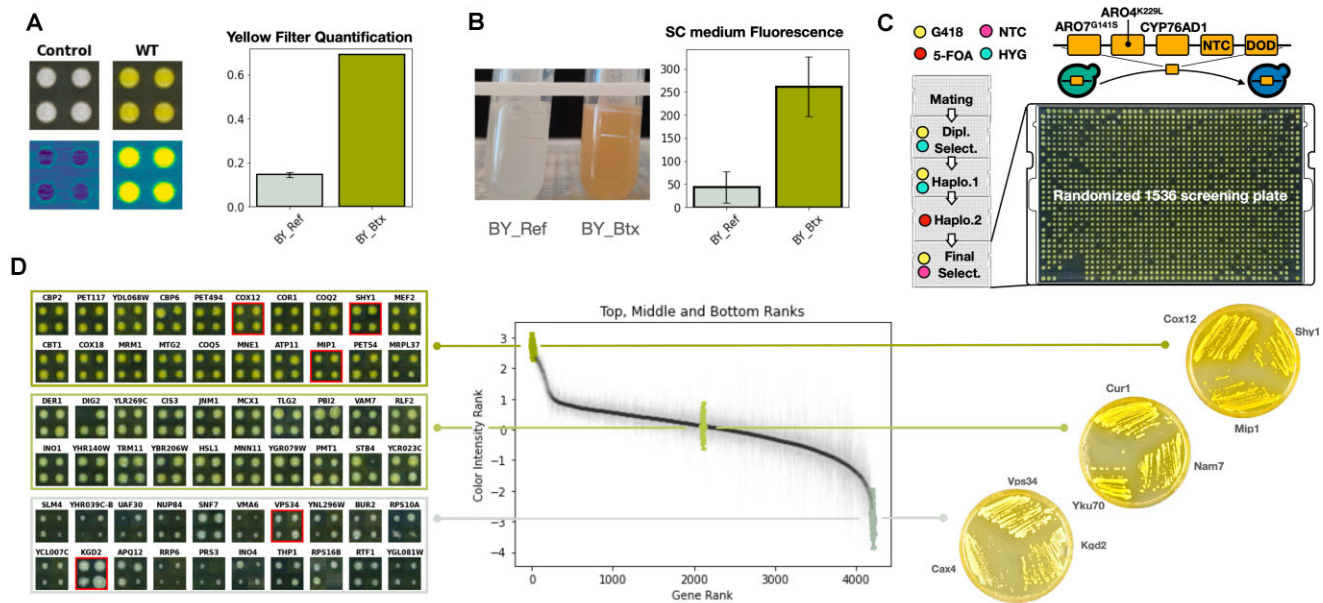 A
Control
WT
Yellow Filter Quantification
0.6
0.4
0.2
0.0
BY_Ref
BY_Btx
B
BY_Ref
BY_Btx
SC medium Fluorescence
350
300
250
200
150
100
50
0
BY_Ref
BY_Btx
C
G418
NTC
5-FOA
HYG
ARO7G141S
ARO4K229L
CYP76AD1
NTC
DOD
Mating
Dipl.
Select.
Haplo.1
Haplo.2
Final
Select.
Randomized 1536 screening plate
D
CBP2 PET117 YDL068W CBP6 PET494 COX12 COR1 COQ2 SHY1 MEF2
CBT1 COX18 MRM1 MTG2 COQ5 MNE1 ATP11 MIP1 PET54 MRPL37
DER1 DIG2 YLR269C CIS3 JNM1 MCX1 TLG2 PBI2 VAM7 RLF2
INO1 YHR140W TRM11 YBR206W HSL1 MNN11 YGR079W PMT1 STB4 YCR023C
SLM4 YHR039C-B UAF30 NUP84 SNF7 VMA6 VPS34 YNL296W BUR2 RPS10A
YCL007C KGD2 APQ12 RRP6 PRS3 INO4 THP1 RPS16B RTF1 YGL081W
Top, Middle and Bottom Ranks
Color Intensity Rank
3
2
1
0
−1
−2
−3
−4
0 1000 2000 3000 4000
Gene Rank
Cox12
Shy1
Mip1
Cur1
Nam7
Yku70
Vps34
Kgd2
Cax4